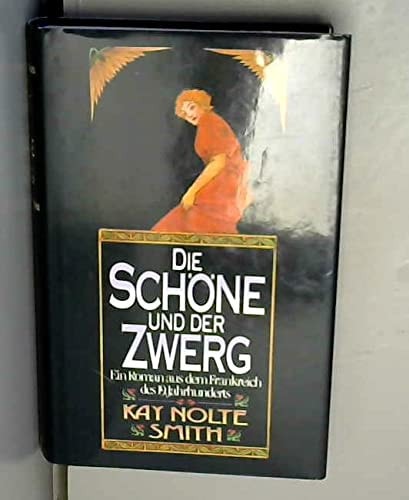 DIE
SCHÖNE
UND DER
ZWERG
Ein Roman aus dem Frankreich
des 19. Jahrhunderts
KAY NOLTE
SMITH